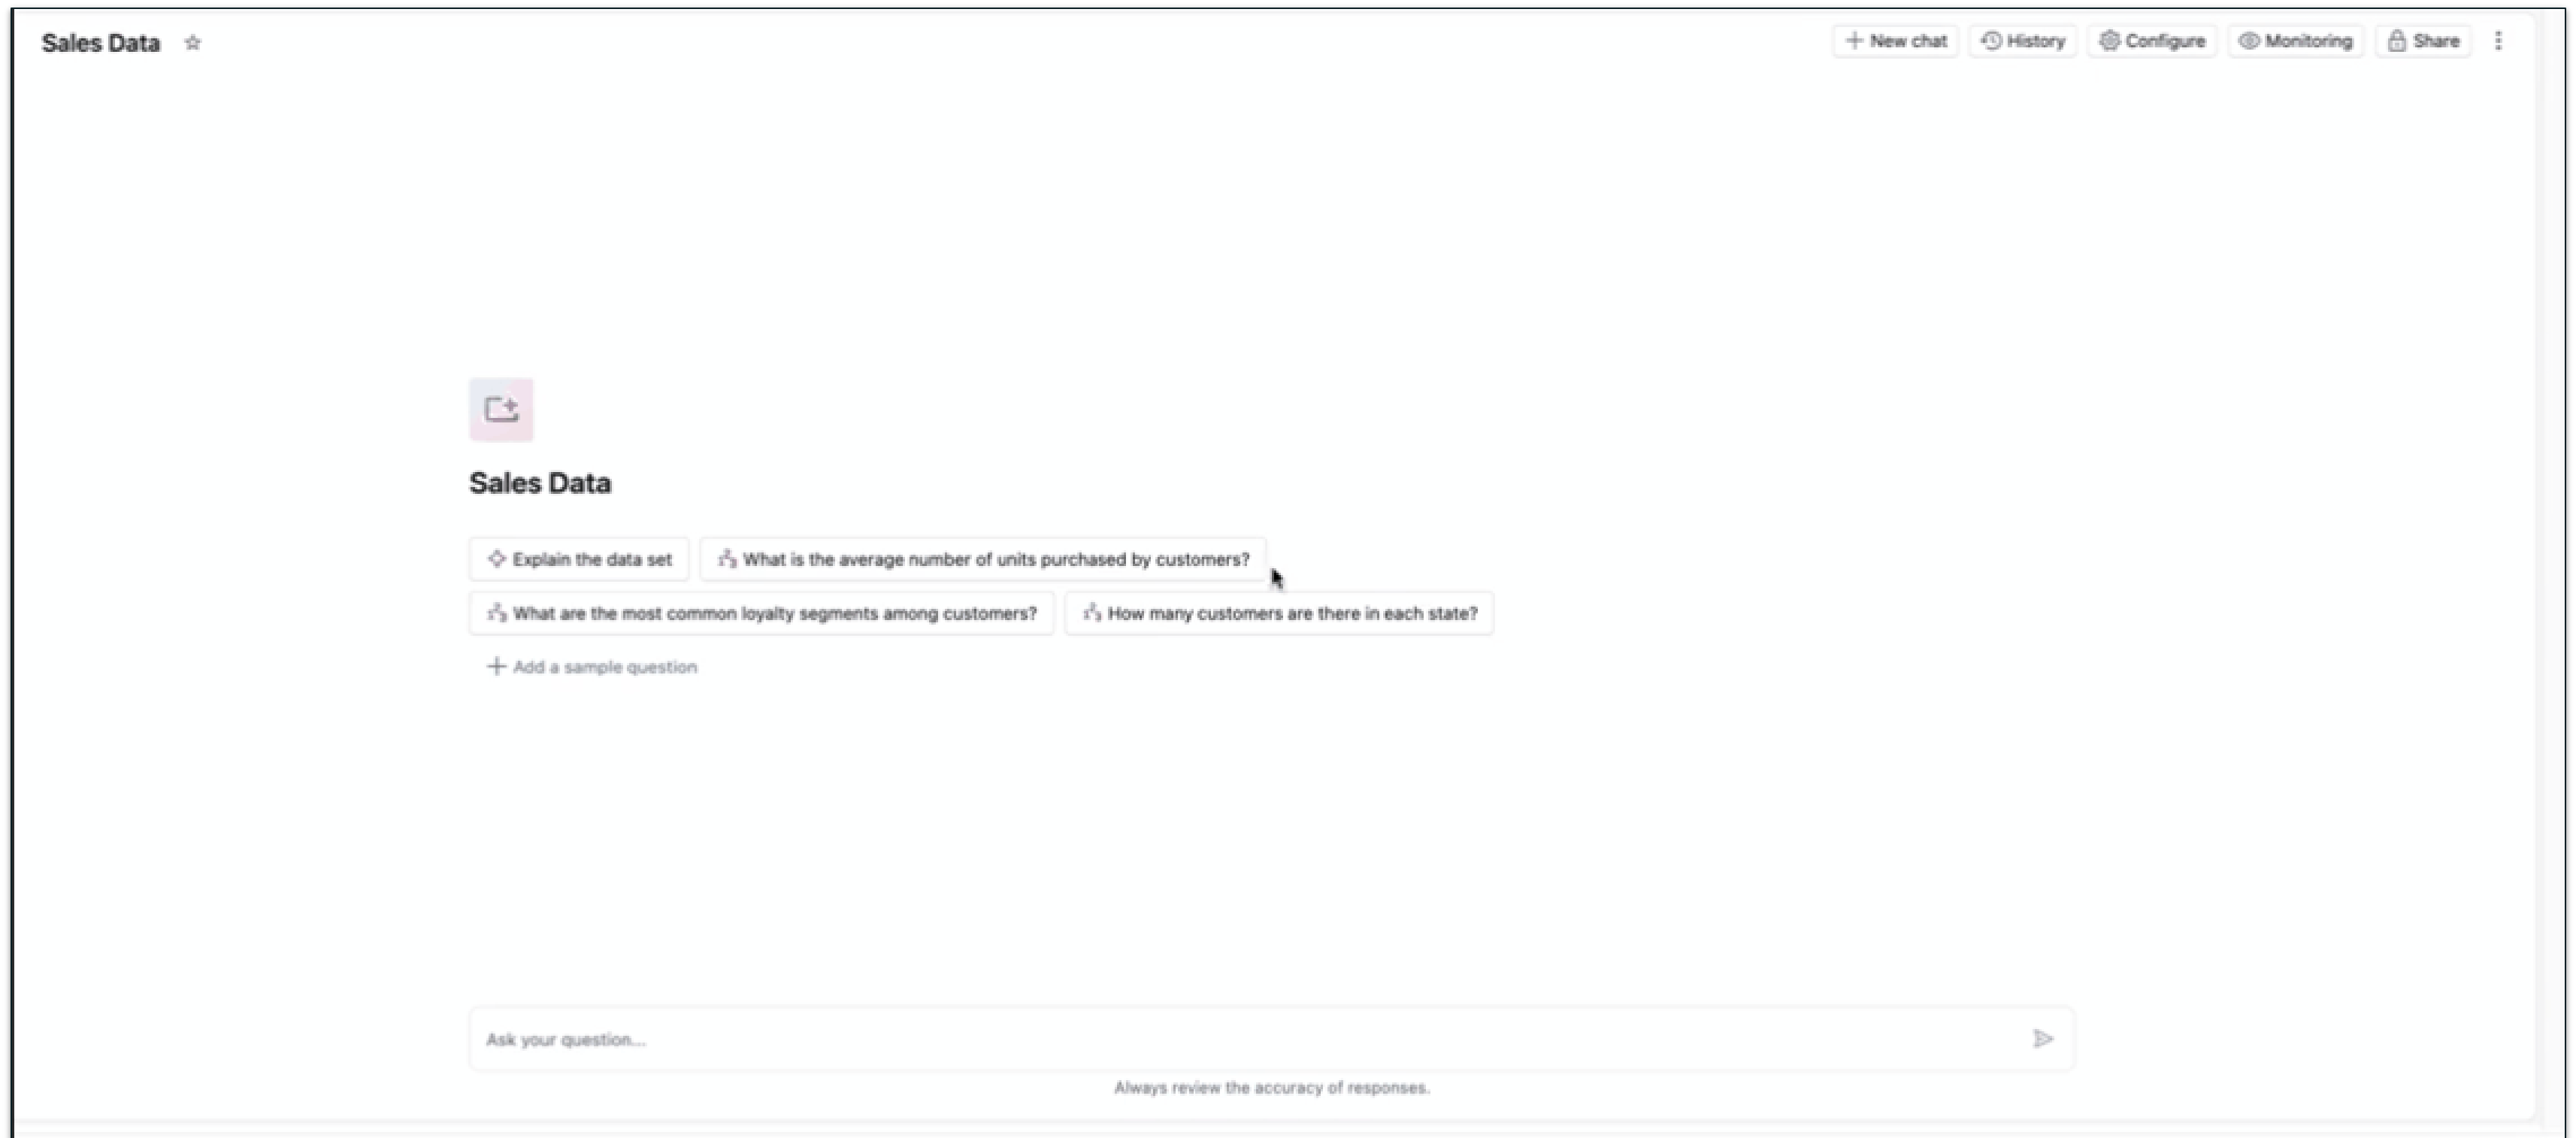 Sales Data
New chat History Configure Monitoring Share
Sales Data
Explain the data set What is the average number of units purchased by customers?
What are the most common loyalty segments among customers? How many customers are there in each state?
Add a sample question
Ask your question...
Always review the accuracy of responses.